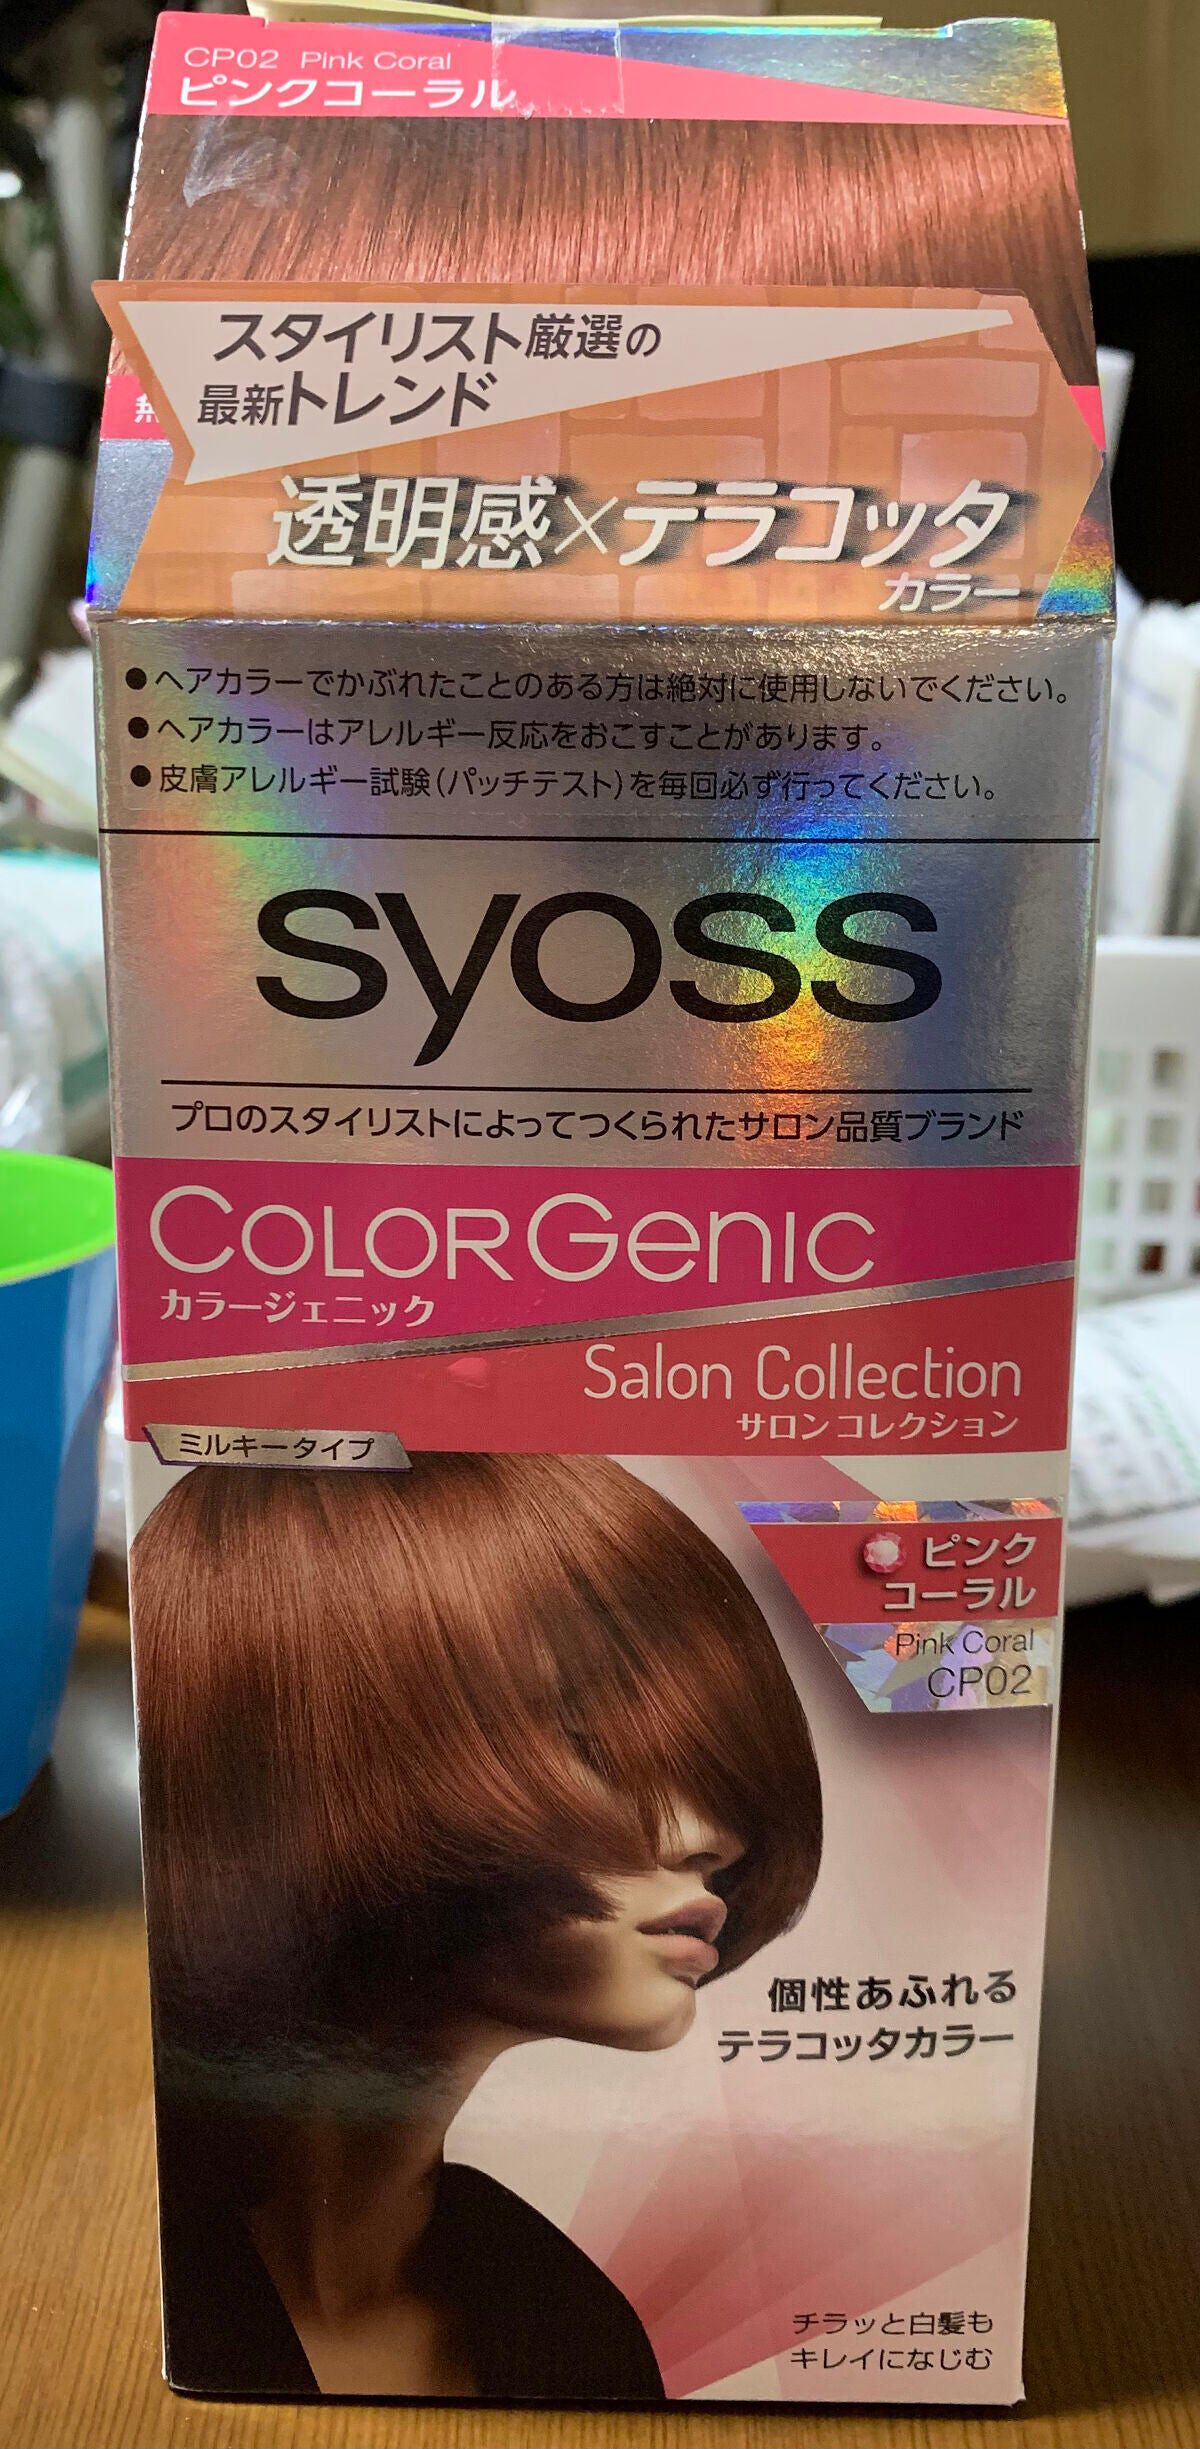 CP02 Pink Coral
ピンクコーラル
スタイリスト厳選の
最新トレンド
透明感×テラコッタ
カラー
●ヘアカラーでかぶれたことのある方は絶対に使用しないでください。
●ヘアカラーはアレルギー反応をおこすことがあります。
●皮膚アレルギー試験(パッチテスト)を毎回必ず行ってください。
syoss
プロのスタイリストによってつくられたサロン品質ブランド
COLORGenIC
カラージェニック
Salon Collection
サロンコレクション
ミルキータイプ
ピンク
コーラル
Pink Coral
CP02
個性あふれる
テラコッタカラー
チラッと白髪も
キレイになじむ